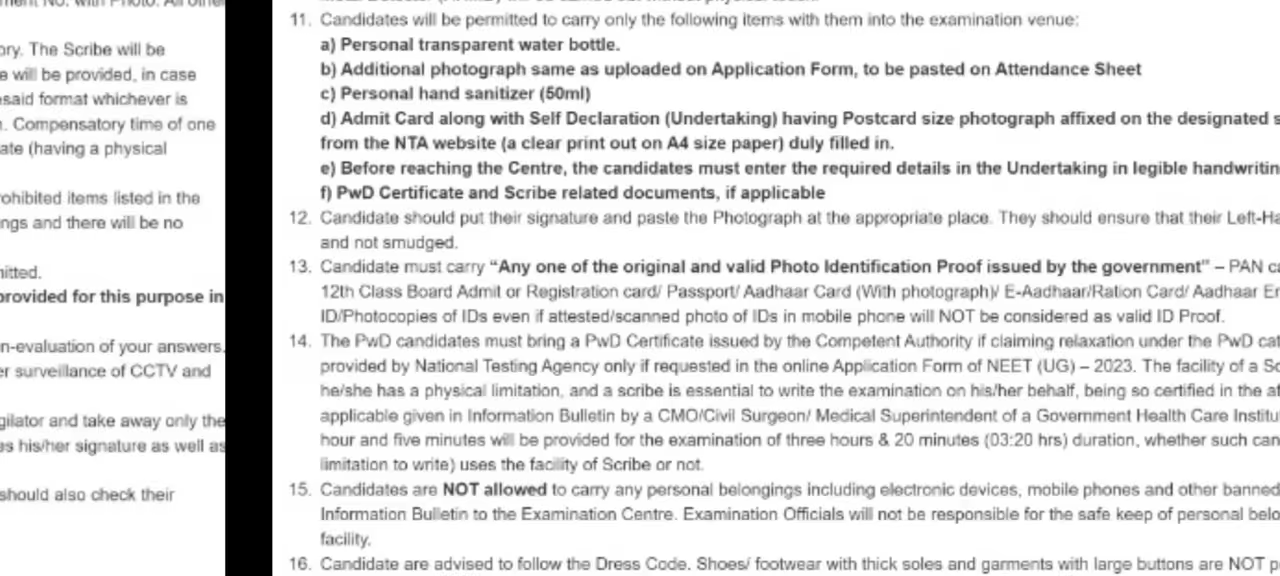 ory. The Scribe will be
e will be provided, in case
esaid format whichever is
n. Compensatory time of one
ate (having a physical
rohibited items listed in the
ngs and there will be no
nitted.
provided for this purpose in
n-evaluation of your answers.
er surveillance of CCTV and
gilator and take away only the
es his/her signature as well as
should also check their
11. Candidates will be permitted to carry only the following items with them into the examination venue:
a) Personal transparent water bottle.
b) Additional photograph same as uploaded on Application Form, to be pasted on Attendance Sheet
c) Personal hand sanitizer (50ml)
d) Admit Card along with Self Declaration (Undertaking) having Postcard size photograph affixed on the designated s
from the NTA website (a clear print out on A4 size paper) duly filled in.
e) Before reaching the Centre, the candidates must enter the required details in the Undertaking in legible handwritin
f) PwD Certificate and Scribe related documents, if applicable
12. Candidate should put their signature and paste the Photograph at the appropriate place. They should ensure that their Left-Ha
and not smudged.
13. Candidate must carry “Any one of the original and valid Photo Identification Proof issued by the government” – PAN ca
12th Class Board Admit or Registration card/ Passport/ Aadhaar Card (With photograph)/ E-Aadhaar/Ration Card/ Aadhaar En
ID/Photocopies of IDs even if attested/scanned photo of IDs in mobile phone will NOT be considered as valid ID Proof.
14. The PwD candidates must bring a PwD Certificate issued by the Competent Authority if claiming relaxation under the PwD cat
provided by National Testing Agency only if requested in the online Application Form of NEET (UG) – 2023. The facility of a Sc
he/she has a physical limitation, and a scribe is essential to write the examination on his/her behalf, being so certified in the af
applicable given in Information Bulletin by a CMO/Civil Surgeon/ Medical Superintendent of a Government Health Care Institu
hour and five minutes will be provided for the examination of three hours & 20 minutes (03:20 hrs) duration, whether such can
limitation to write) uses the facility of Scribe or not.
15. Candidates are NOT allowed to carry any personal belongings including electronic devices, mobile phones and other banned
Information Bulletin to the Examination Centre. Examination Officials will not be responsible for the safe keep of personal belo
facility.
16. Candidate are advised to follow the Dress Code. Shoes/ footwear with thick soles and garments with large buttons are NOT p